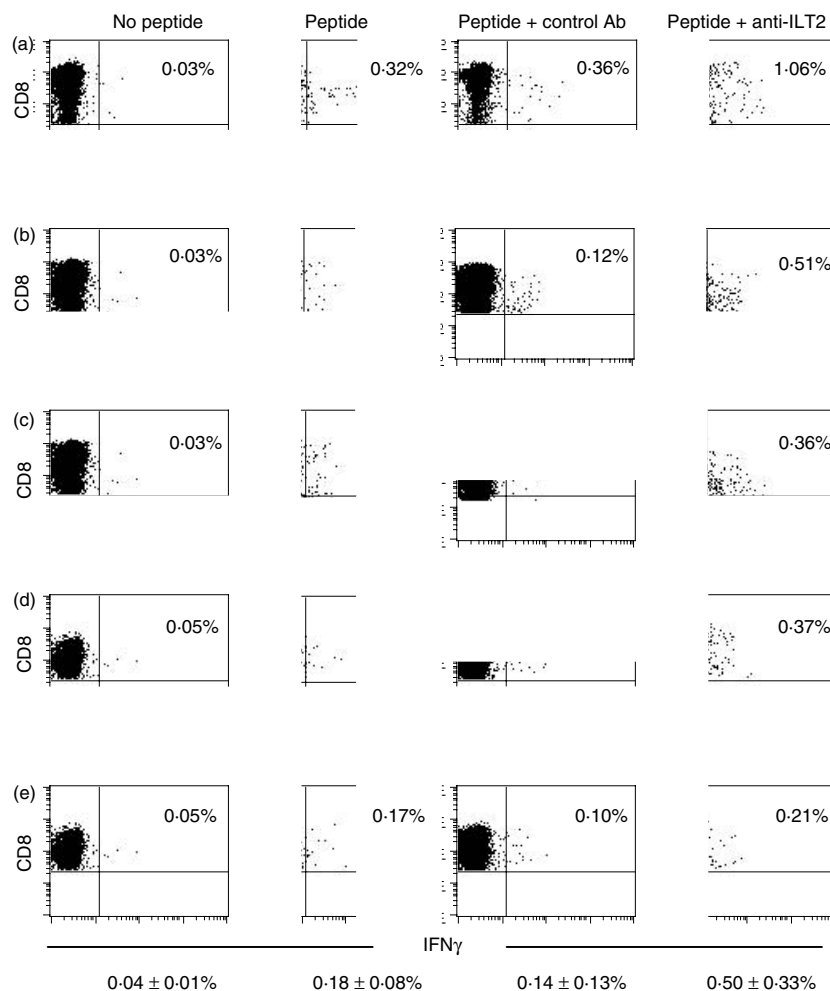 No peptide Peptide Peptide + control Ab Peptide + anti-ILT2
(a) CD8 0·03% 0·32% 0·36% 1·06%
(b) CD8 0·03% 0·12% 0·51%
(c) CD8 0·03% 0·36%
(d) CD8 0·05% 0·37%
(e) CD8 0·05% 0·17% 0·10% 0·21%
IFNγ
0·04 ± 0·01% 0·18 ± 0·08% 0·14 ± 0·13% 0·50 ± 0·33%